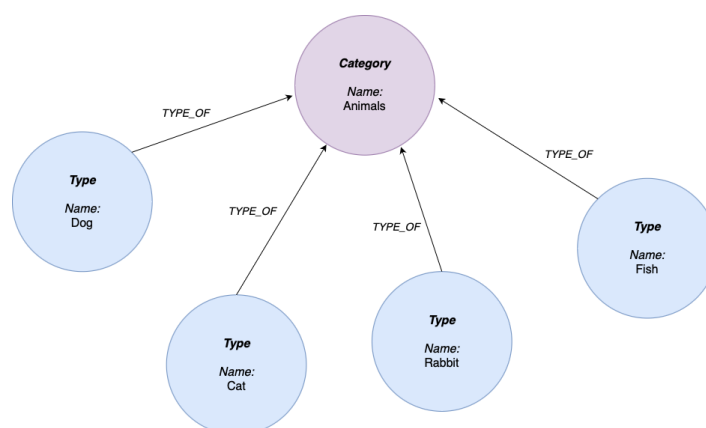 Category
Name:
Animals
TYPE_OF
TYPE_OF
TYPE_OF
TYPE_OF
Type
Name:
Dog
Type
Name:
Cat
Type
Name:
Rabbit
Type
Name:
Fish